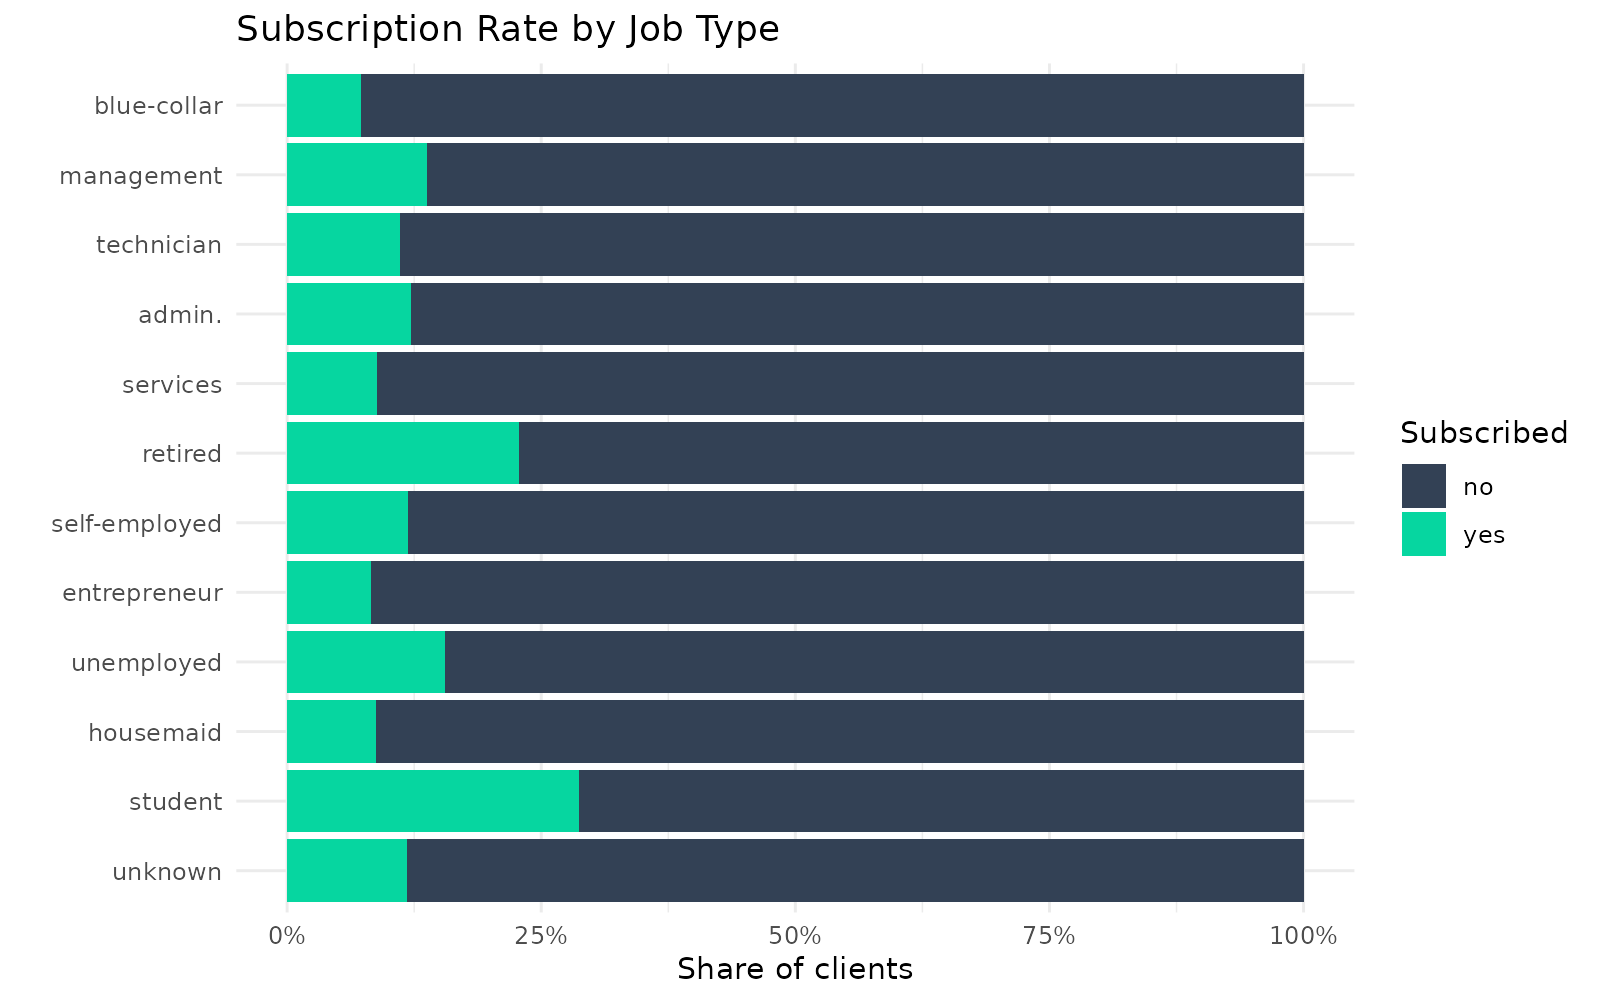 Subscription Rate by Job Type
blue-collar
management
technician
admin.
services
retired
self-employed
entrepreneur
unemployed
housemaid
student
unknown
0%
25%
50%
75%
100%
Share of clients
Subscribed
no
yes